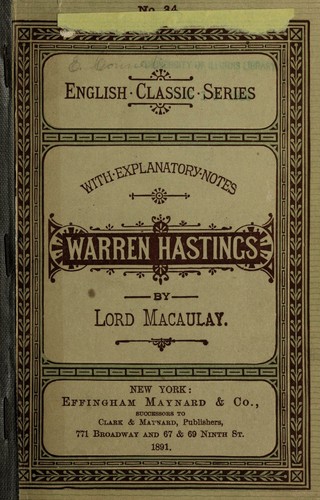 No. 34
ENGLISH · CLASSIC · SERIES
WITH · EXPLANATORY · NOTES
WARREN HASTINGS
— BY —
LORD MACAULAY.
NEW YORK:
EFFINGHAM MAYNARD & CO.,
SUCCESSORS TO
CLARK & MAYNARD, Publishers,
771 BROADWAY AND 67 & 69 NINTH ST.
1891.